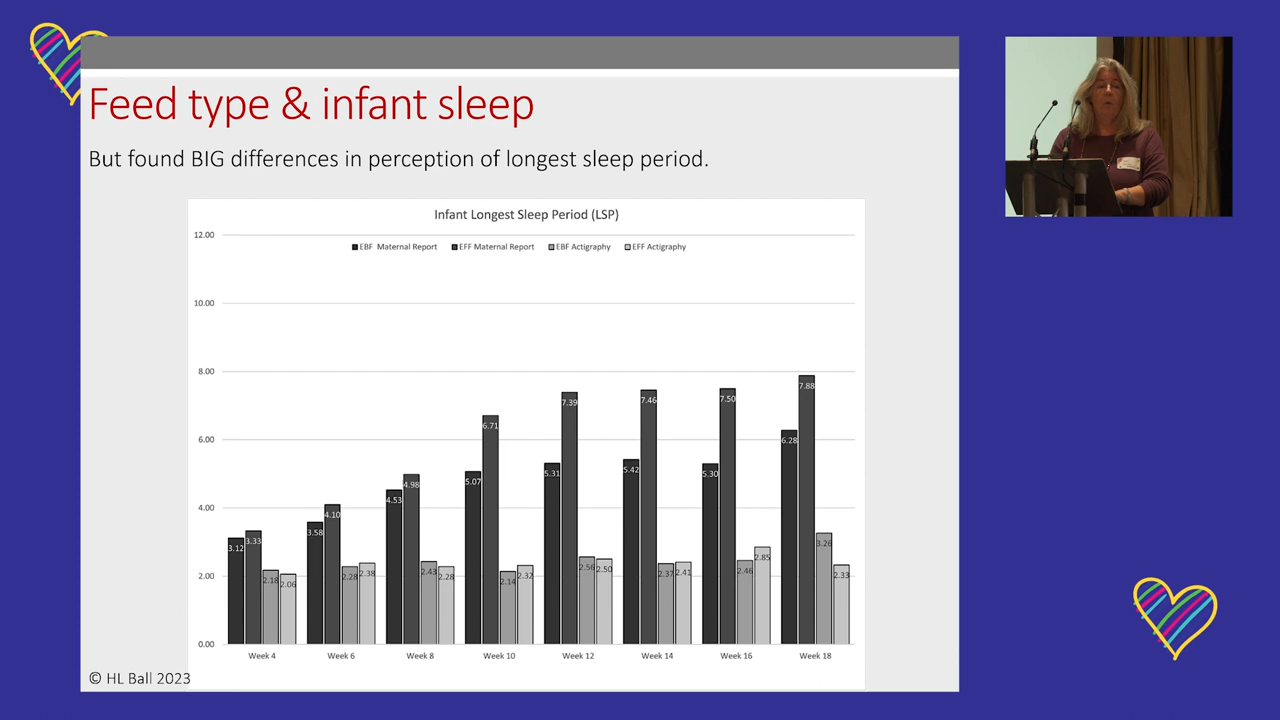 Feed type & infant sleep
But found BIG differences in perception of longest sleep period.
Infant Longest Sleep Period (LSP)
EBF Maternal Report EFF Maternal Report EBF Actigraphy EFF Actigraphy
12.00
10.00
8.00
6.00
4.00
2.00
0.00
3.12 3.33 2.18 2.06
3.58 4.10 2.28 2.38
4.53 4.98 2.43 2.28
5.07 6.71 2.14 2.32
5.31 7.39 2.56 2.50
5.42 7.46 2.37 2.41
5.30 7.50 2.46 2.85
6.28 7.88 3.26 2.33
Week 4 Week 6 Week 8 Week 10 Week 12 Week 14 Week 16 Week 18
© HL Ball 2023